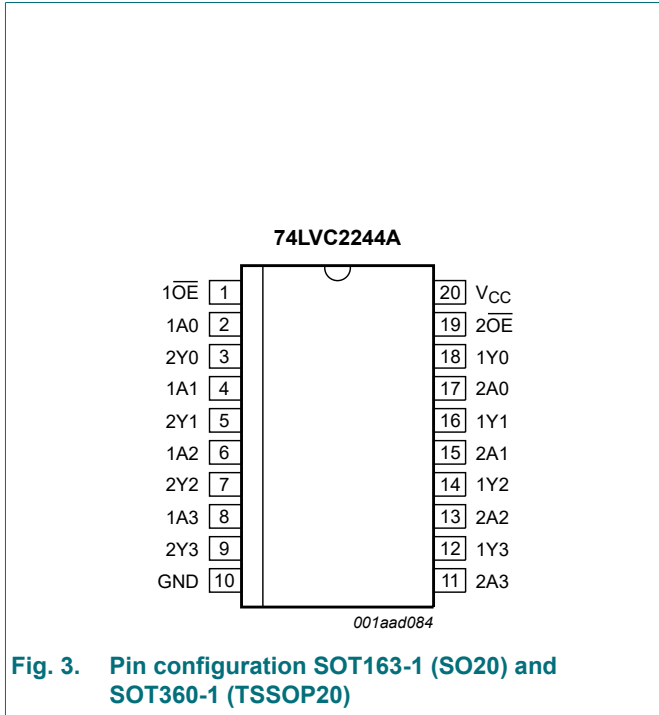 74LVC2244A
1O̅E̅ 1 20 VCC
1A0 2 19 2O̅E̅
2Y0 3 18 1Y0
1A1 4 17 2A0
2Y1 5 16 1Y1
1A2 6 15 2A1
2Y2 7 14 1Y2
1A3 8 13 2A2
2Y3 9 12 1Y3
GND 10 11 2A3
001aad084
Fig. 3. Pin configuration SOT163-1 (SO20) and
SOT360-1 (TSSOP20)